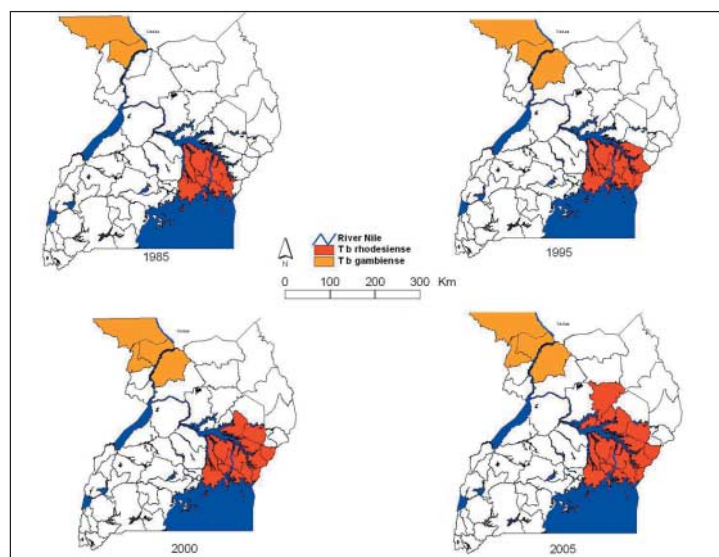 1985
1995
River Nile
T b rhodesiense
T b gambiense
N
0 100 200 300 Km
2000
2005